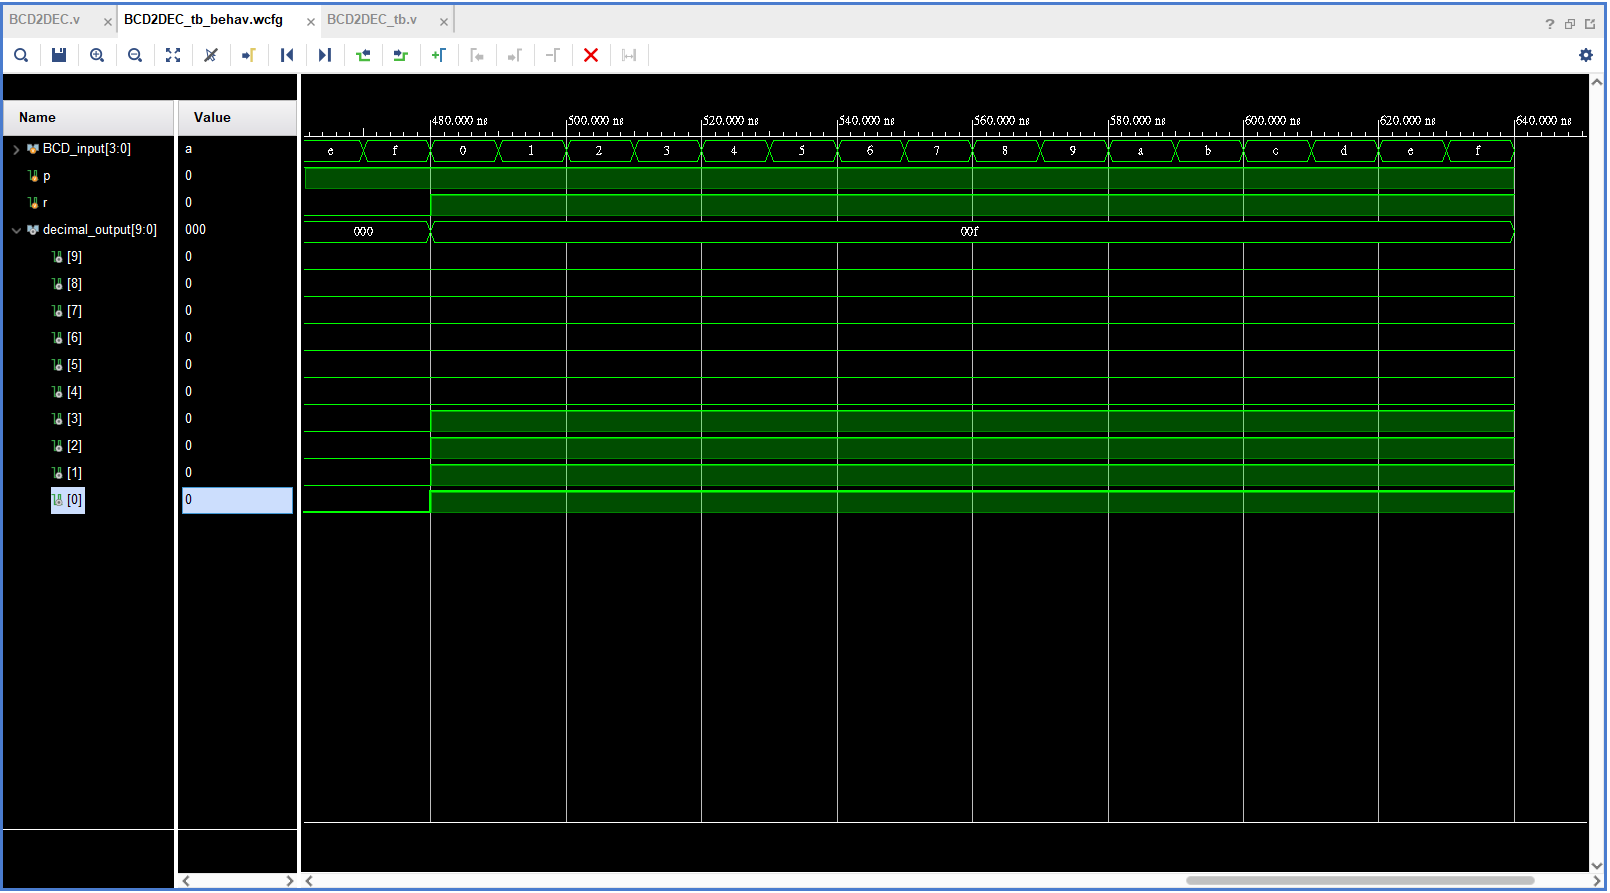 BCD2DEC.v × BCD2DEC_tb_behav.wcfg × BCD2DEC_tb.v ×
?
Name Value
480.000 ns 500.000 ns 520.000 ns 540.000 ns 560.000 ns 580.000 ns 600.000 ns 620.000 ns 640.000 ns
BCD_input[3:0] a e f 0 1 2 3 4 5 6 7 8 9 a b c d e f
p 0
r 0
decimal_output[9:0] 000 000 00f
[9] 0
[8] 0
[7] 0
[6] 0
[5] 0
[4] 0
[3] 0
[2] 0
[1] 0
[0] 0